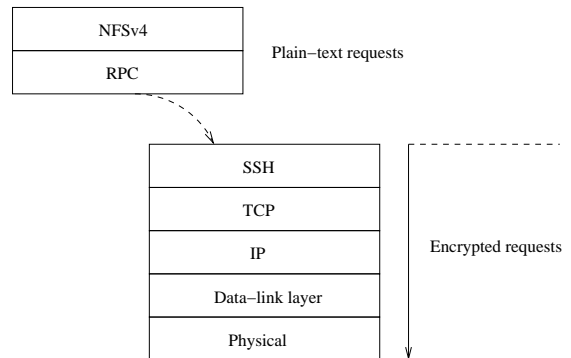 NFSv4
Plain−text requests
RPC
SSH
TCP
IP
Encrypted requests
Data−link layer
Physical